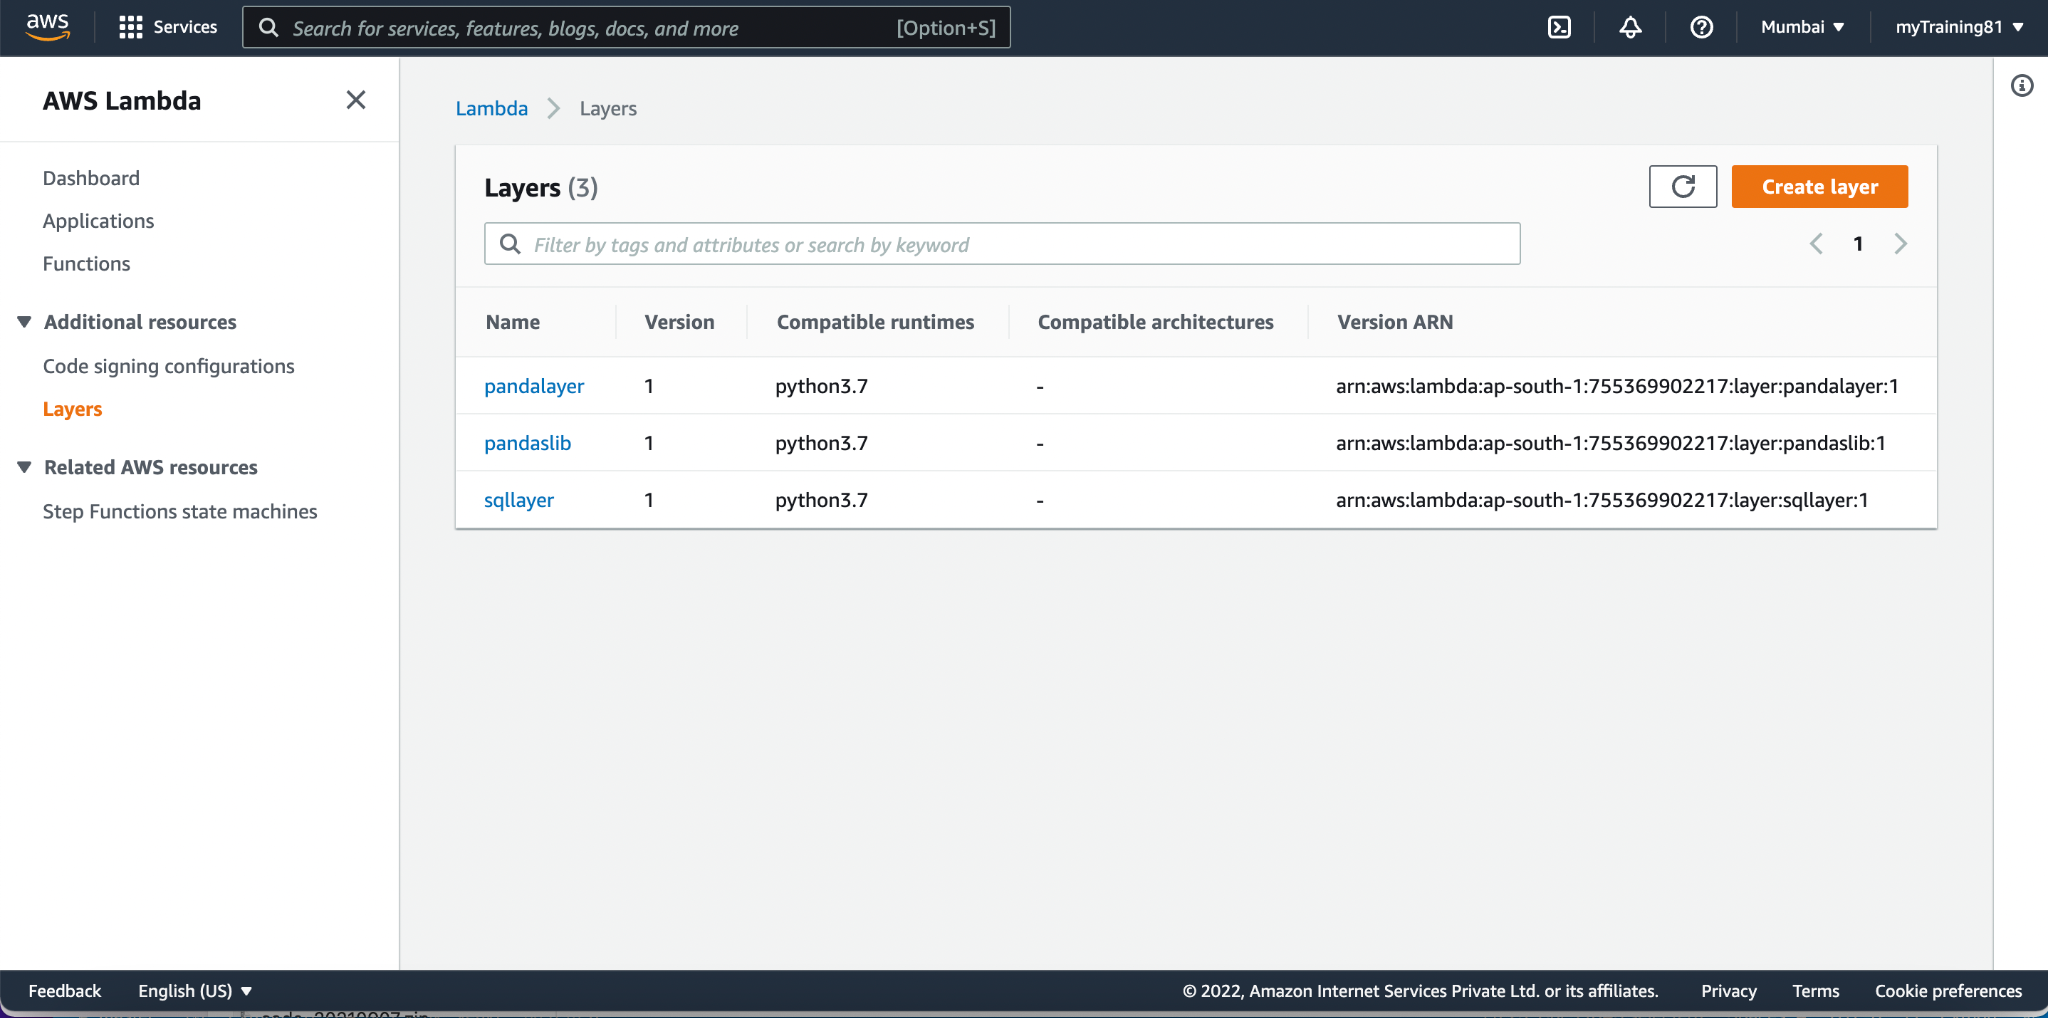 aws Services Search for services, features, blogs, docs, and more [Option+S] Mumbai myTraining81
AWS Lambda
Dashboard
Applications
Functions
Additional resources
Code signing configurations
Layers
Related AWS resources
Step Functions state machines
Lambda Layers
Layers (3) Create layer
Filter by tags and attributes or search by keyword 1
Name Version Compatible runtimes Compatible architectures Version ARN
pandalayer 1 python3.7 - arn:aws:lambda:ap-south-1:755369902217:layer:pandalayer:1
pandaslib 1 python3.7 - arn:aws:lambda:ap-south-1:755369902217:layer:pandaslib:1
sqllayer 1 python3.7 - arn:aws:lambda:ap-south-1:755369902217:layer:sqllayer:1
Feedback English (US) © 2022, Amazon Internet Services Private Ltd. or its affiliates. Privacy Terms Cookie preferences